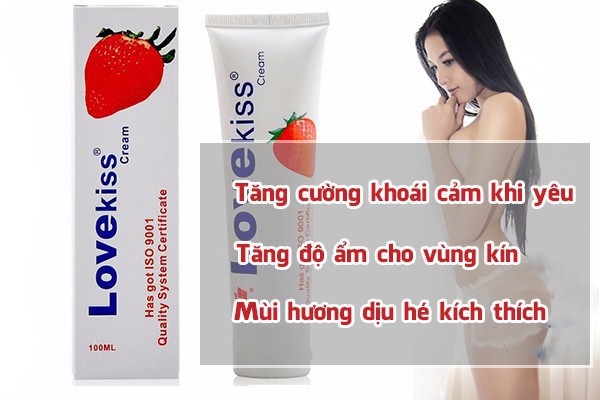 Lovekiss®
Cream
Has got ISO 9001
Quality System Certificate
100ML
Lovekiss®
Cream
Tăng cường khoái cảm khi yêu
Tăng độ ẩm cho vùng kín
Mùi hương dịu hé kích thích